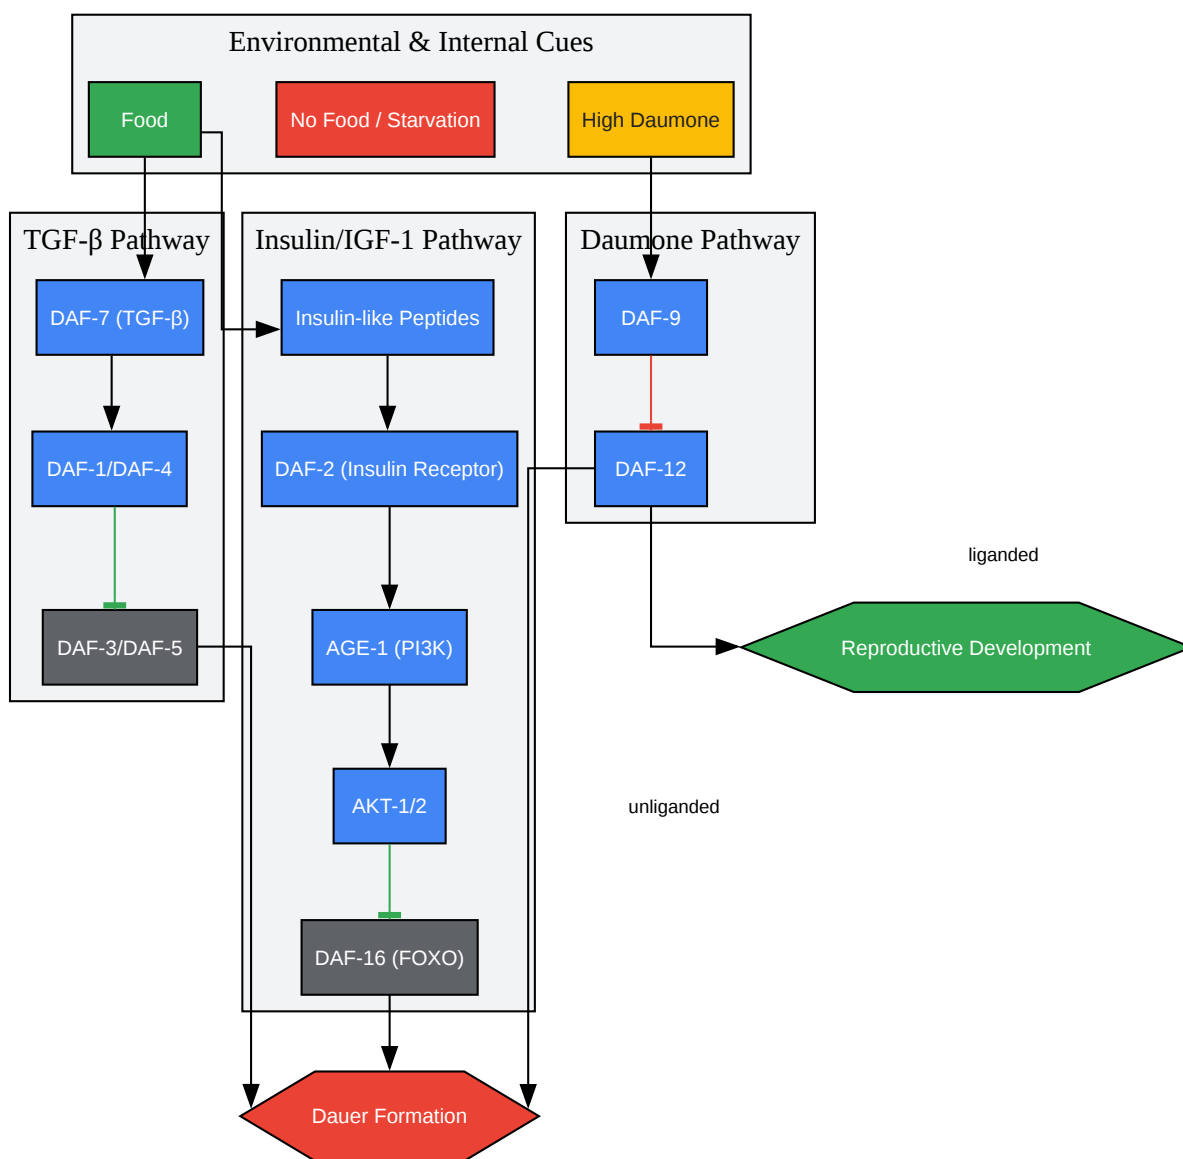 Environmental & Internal Cues
Food
No Food / Starvation
High Daumone
TGF-β Pathway
Insulin/IGF-1 Pathway
Daumone Pathway
DAF-7 (TGF-β)
Insulin-like Peptides
DAF-9
DAF-1/DAF-4
DAF-2 (Insulin Receptor)
DAF-12
liganded
DAF-3/DAF-5
AGE-1 (PI3K)
Reproductive Development
AKT-1/2
unliganded
DAF-16 (FOXO)
Dauer Formation